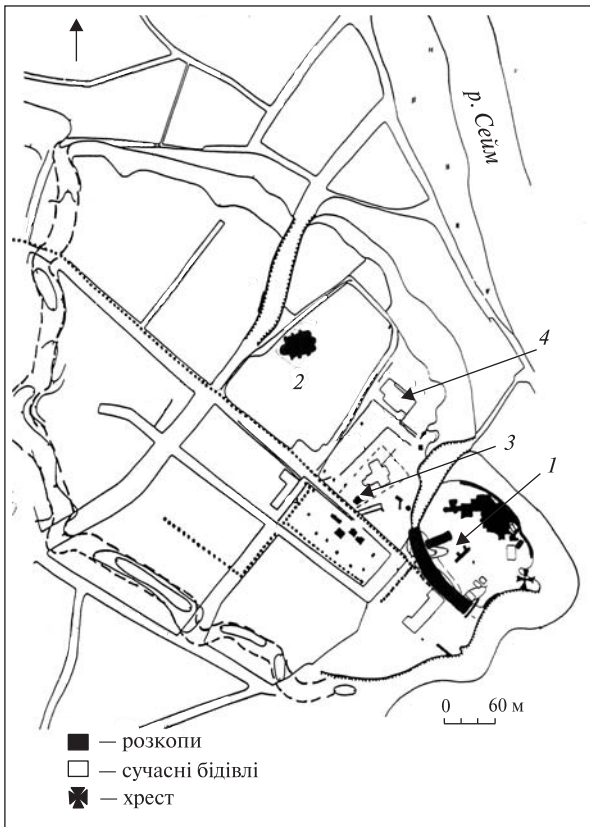 р. Сейм
4
2
3
1
0 60 м
— розкопи
— сучасні бідівлі
— хрест